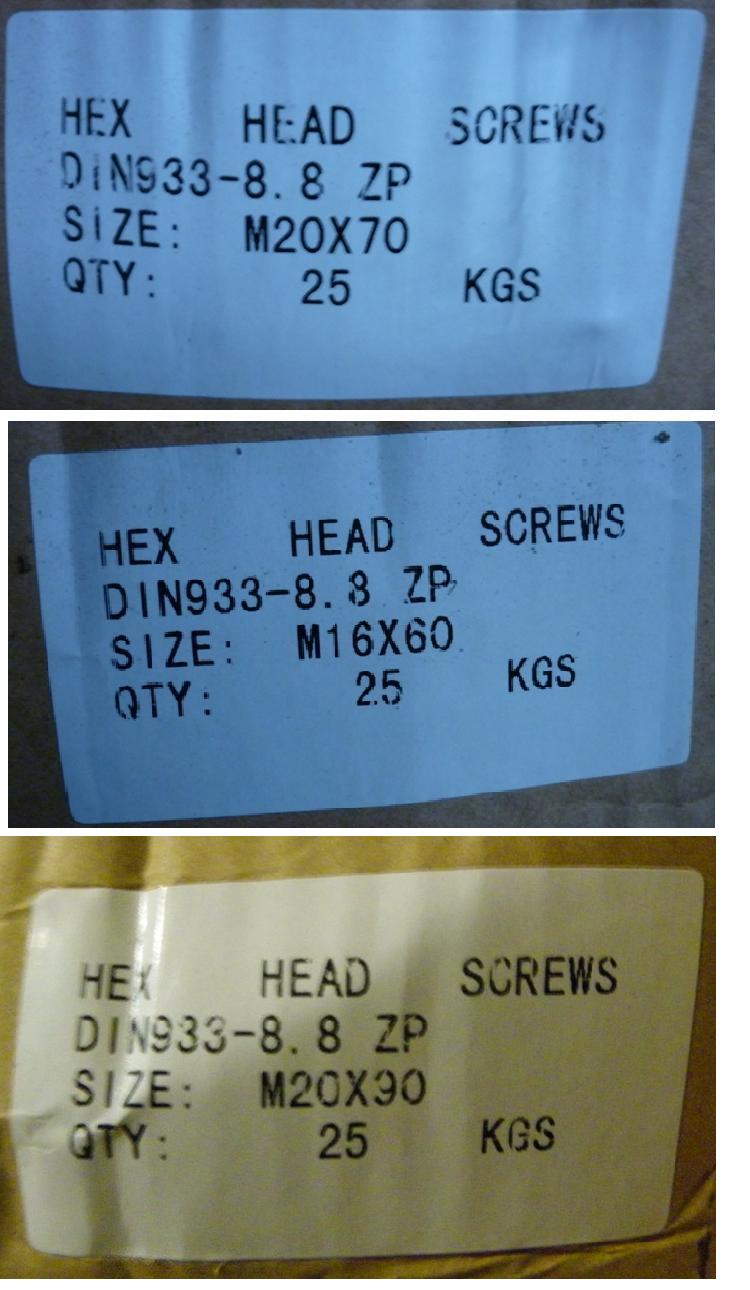 HEX HEAD SCREWS
DIN933-8.8 ZP
SIZE: M20X70
QTY: 25 KGS
HEX HEAD SCREWS
DIN933-8.8 ZP
SIZE: M16X60
QTY: 25 KGS
HEX HEAD SCREWS
DIN933-8.8 ZP
SIZE: M20X90
QTY: 25 KGS